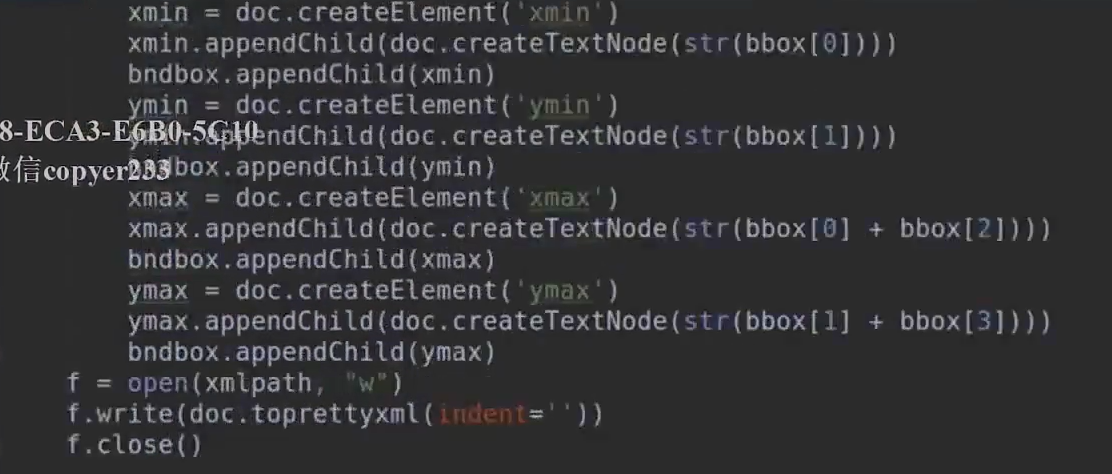 xmin = doc.createElement('xmin')
xmin.appendChild(doc.createTextNode(str(bbox[0])))
bndbox.appendChild(xmin)
ymin = doc.createElement('ymin')
8-ECA3-E6B0-5C10
ymin.appendChild(doc.createTextNode(str(bbox[1])))
bndbox.appendChild(ymin)
微信copyer233
xmax = doc.createElement('xmax')
xmax.appendChild(doc.createTextNode(str(bbox[0] + bbox[2])))
bndbox.appendChild(xmax)
ymax = doc.createElement('ymax')
ymax.appendChild(doc.createTextNode(str(bbox[1] + bbox[3])))
bndbox.appendChild(ymax)
f = open(xmlpath, "w")
f.write(doc.toprettyxml(indent=''))
f.close()